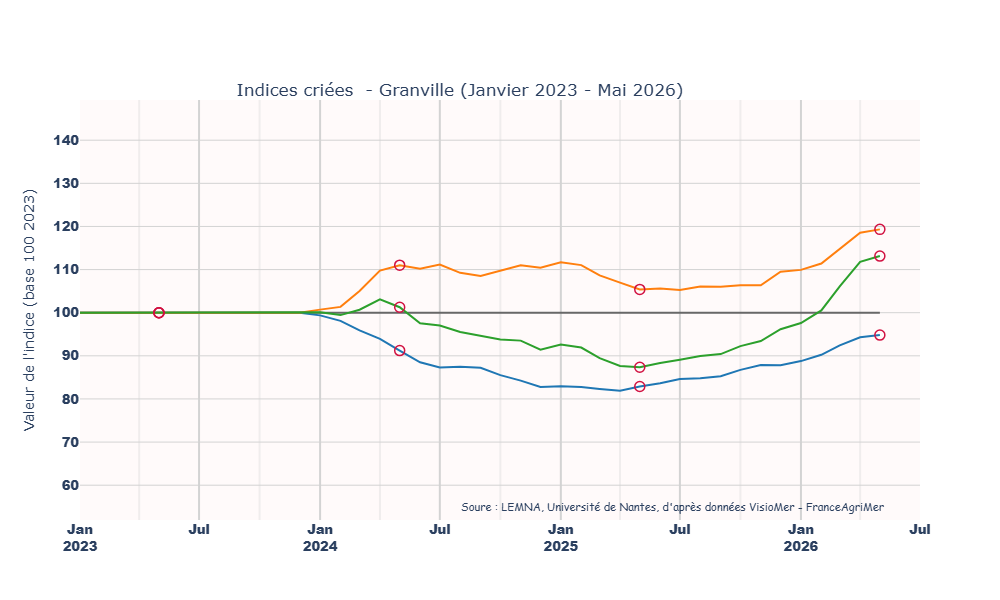 Indices criées  - Granville (Janvier 2023 - Mai 2026)
Valeur de l'indice (base 100 2023)
140
130
120
110
100
90
80
70
60
Soure : LEMNA, Université de Nantes, d'après données VisioMer - FranceAgriMer
Jan Jul Jan Jul Jan Jul Jan Jul
2023 2024 2025 2026